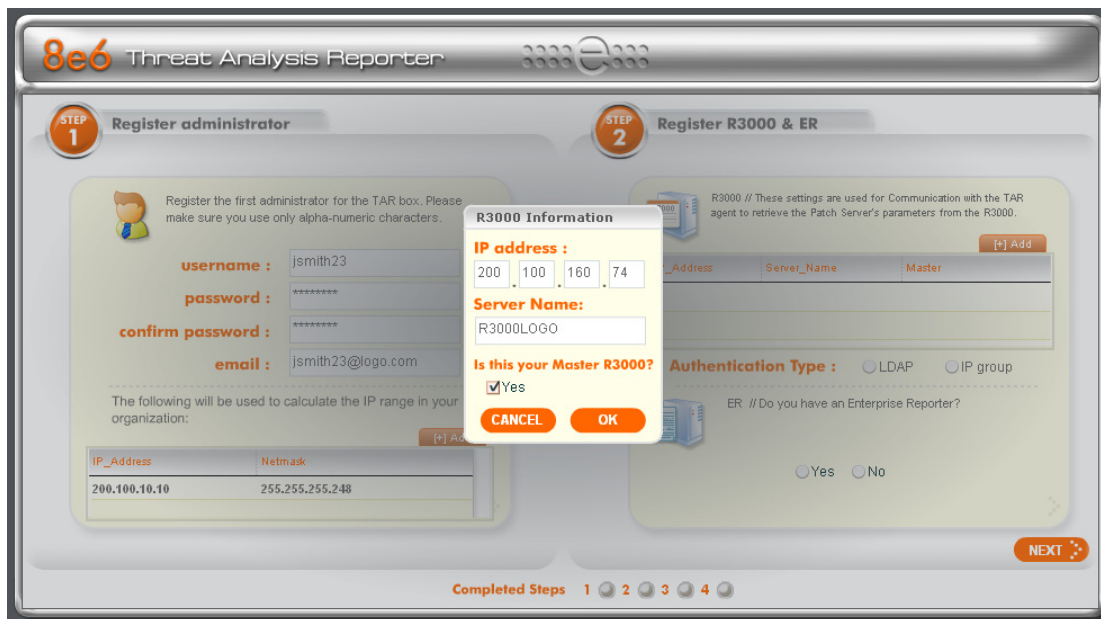 8e6 Threat Analysis Reporter
STEP 1
Register administrator
Register the first administrator for the TAR box. Please
make sure you use only alpha-numeric characters.
username : jsmith23
password : ********
confirm password : ********
email : jsmith23@logo.com
The following will be used to calculate the IP range in your
organization:
[+]
IP_Address Netmask
200.100.10.10 255.255.255.248
R3000 Information
IP address :
200 . 100 . 160 . 74
Server Name:
R3000LOGO
Is this your Master R3000?
Yes
CANCEL OK
STEP 2
Register R3000 & ER
R3000 // These settings are used for Communication with the TAR
agent to retrieve the Patch Server's parameters from the R3000.
[+] Add
_Address Server_Name Master
Authentication Type : LDAP IP group
ER // Do you have an Enterprise Reporter?
Yes No
NEXT
Completed Steps 1 2 3 4